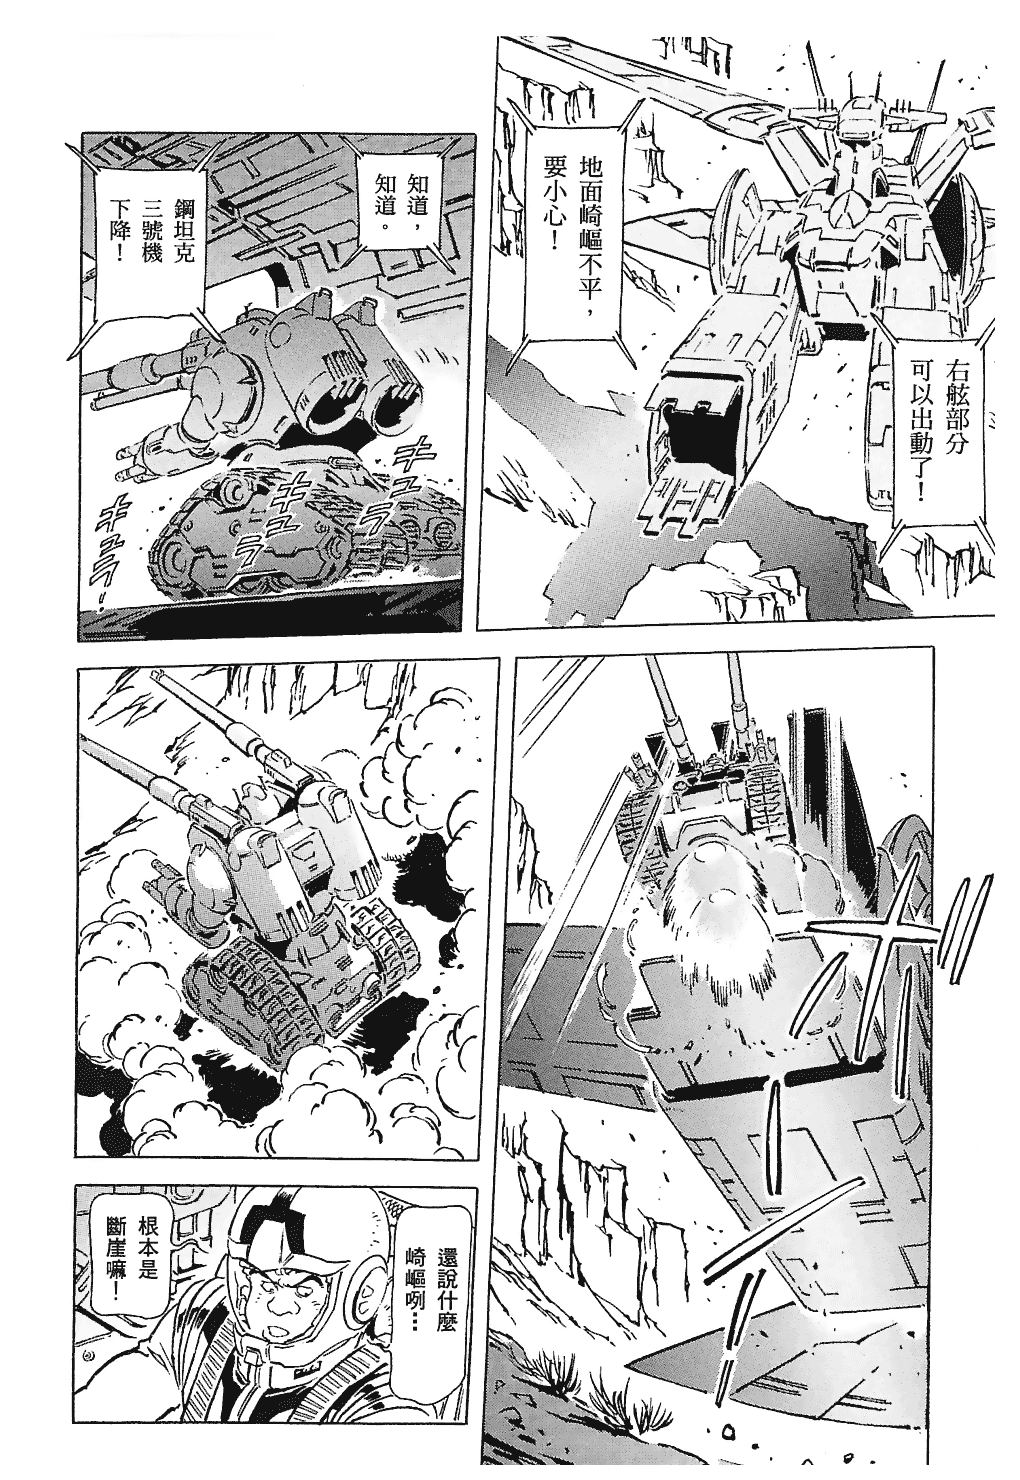 右舷部分
可以出動了！
地面崎嶇不平，
要小心！
知道，
知道。
鋼坦克
三號機
下降！
キュラ
キュラ
キュラ！
還說什麼
崎嶇咧…
根本是
斷崖嘛！